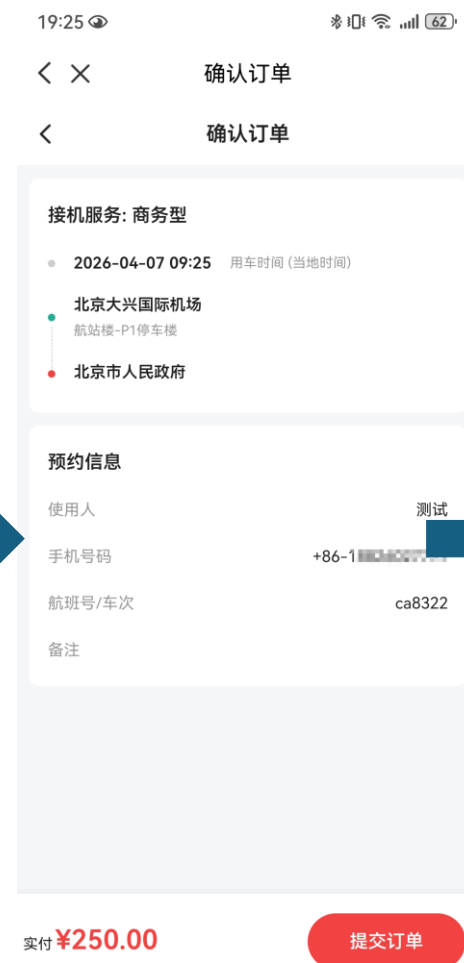 19:25 62
确认订单
确认订单
接机服务: 商务型
2026-04-07 09:25 用车时间 (当地时间)
北京大兴国际机场
航站楼-P1停车楼
北京市人民政府
预约信息
使用人 测试
手机号码 +86-1
航班号/车次 ca8322
备注
实付 ¥250.00 提交订单